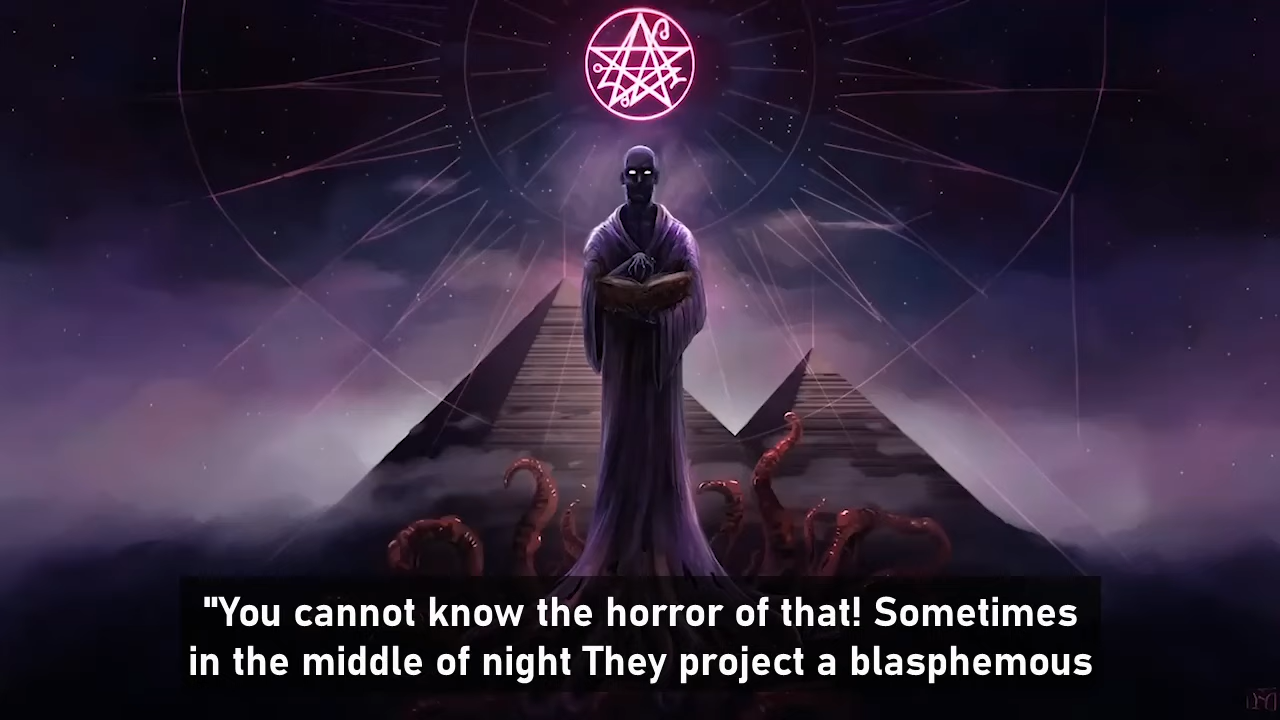 "You cannot know the horror of that! Sometimes
in the middle of night They project a blasphemous